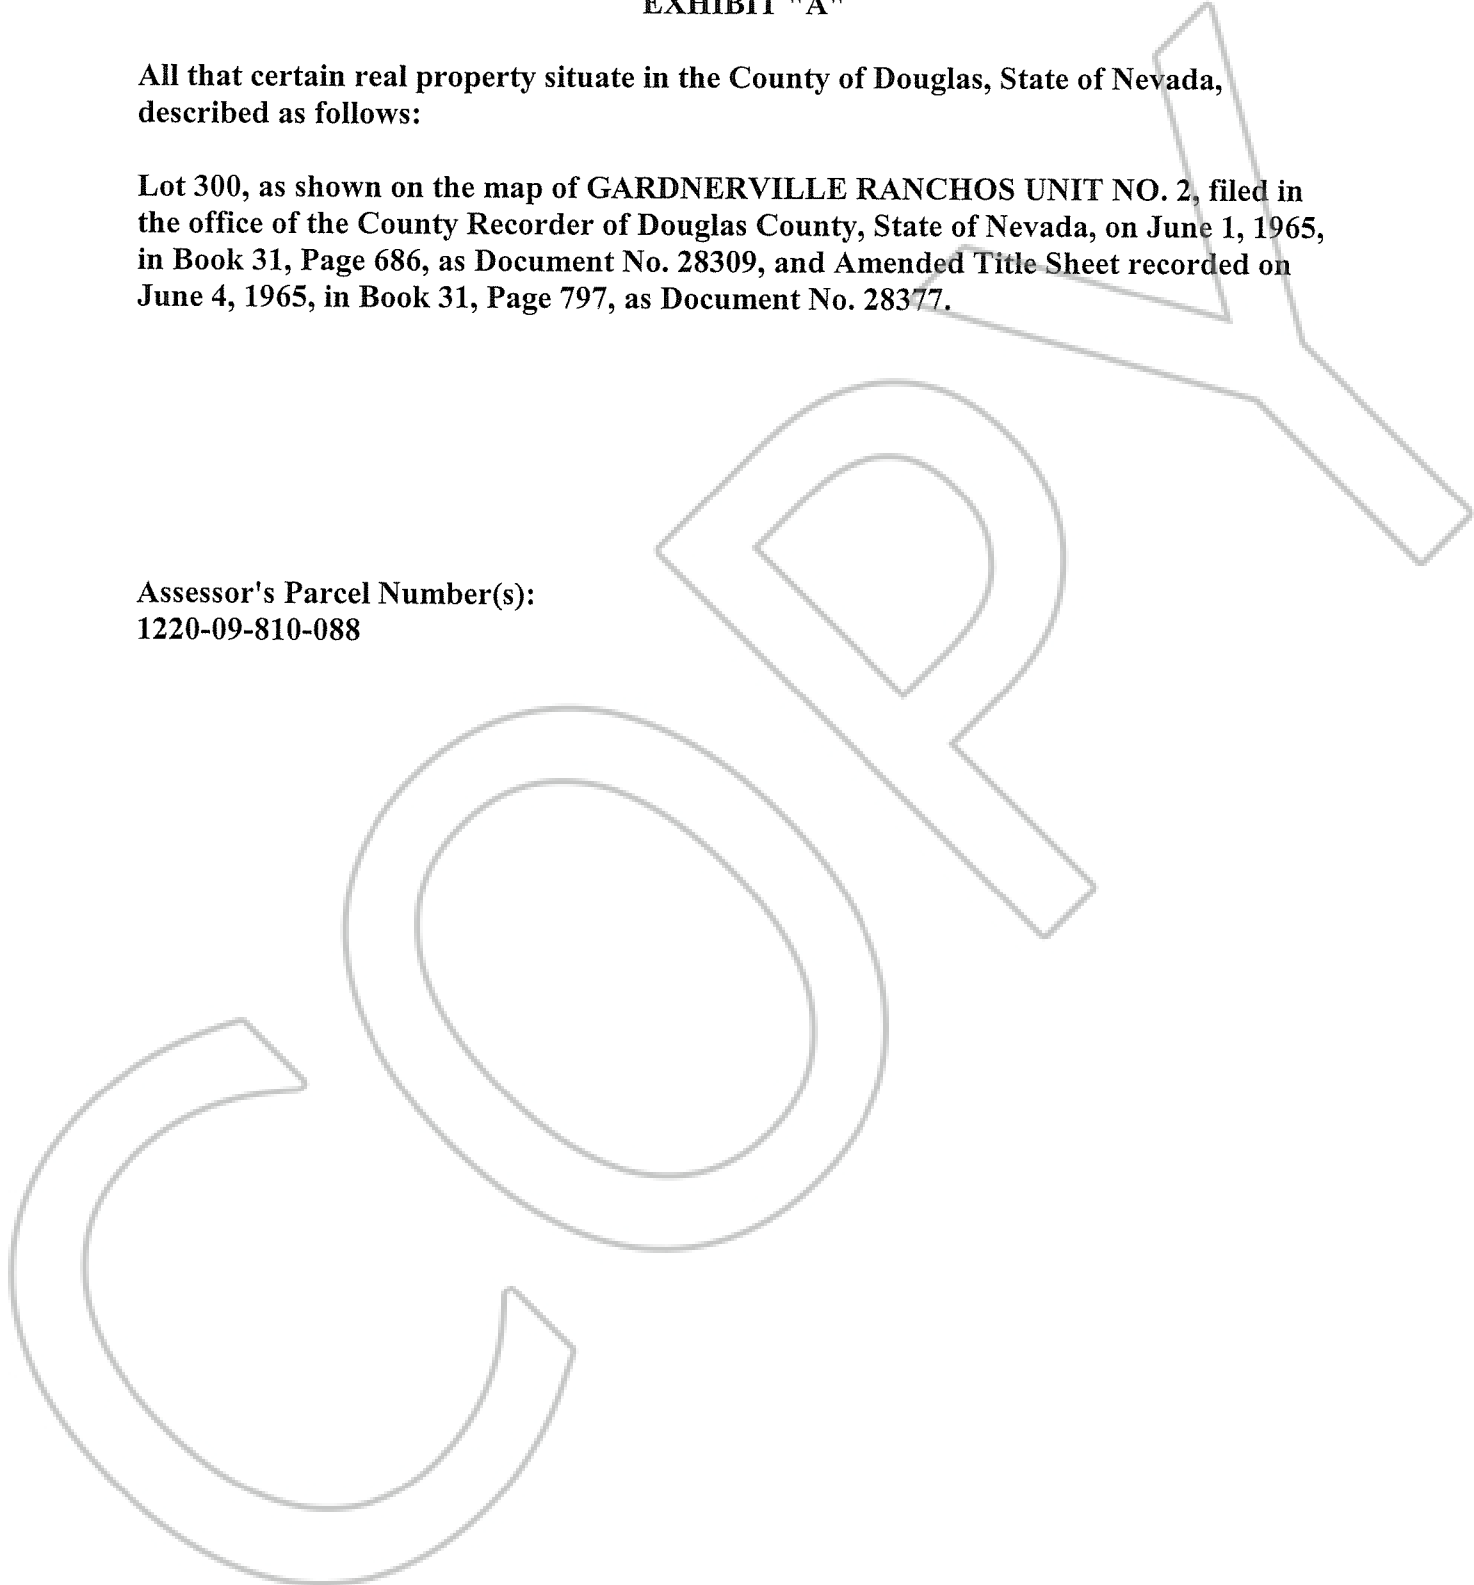 EXHIBIT "A"
All that certain real property situate in the County of Douglas, State of Nevada,
described as follows:
Lot 300, as shown on the map of GARDNERVILLE RANCHOS UNIT NO. 2, filed in
the office of the County Recorder of Douglas County, State of Nevada, on June 1, 1965,
in Book 31, Page 686, as Document No. 28309, and Amended Title Sheet recorded on
June 4, 1965, in Book 31, Page 797, as Document No. 28377.
Assessor's Parcel Number(s):
1220-09-810-088
COPY